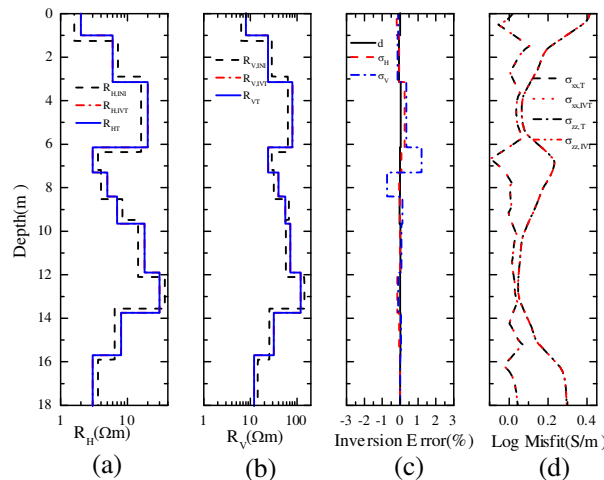 0
2
4
6
8
10
12
14
16
18
Depth(m)
R_H,INI
R_H,IVT
R_HT
1
10
R_H(Ωm)
(a)
R_V,INI
R_V,IVT
R_VT
1
10
100
R_V(Ωm)
(b)
d
σ_H
σ_V
-3 -2 -1 0 1 2 3
Inversion Error(%)
(c)
σ_xx,T
σ_xx,IVT
σ_zz,T
σ_zz,IVT
0.0 0.2 0.4
Log Misfit(S/m)
(d)